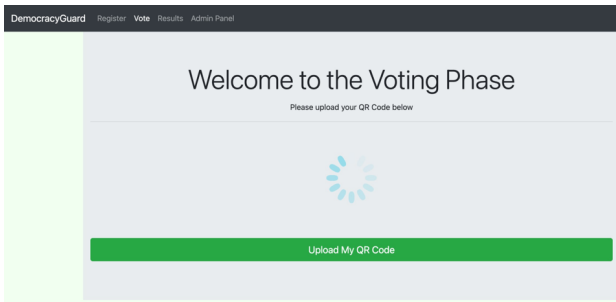 DemocracyGuard Register Vote Results Admin Panel
Welcome to the Voting Phase
Please upload your QR Code below
Upload My QR Code